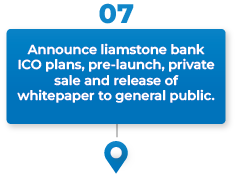 07
Announce liamstone bank
ICO plans, pre-launch, private
sale and release of
whitepaper to general public.